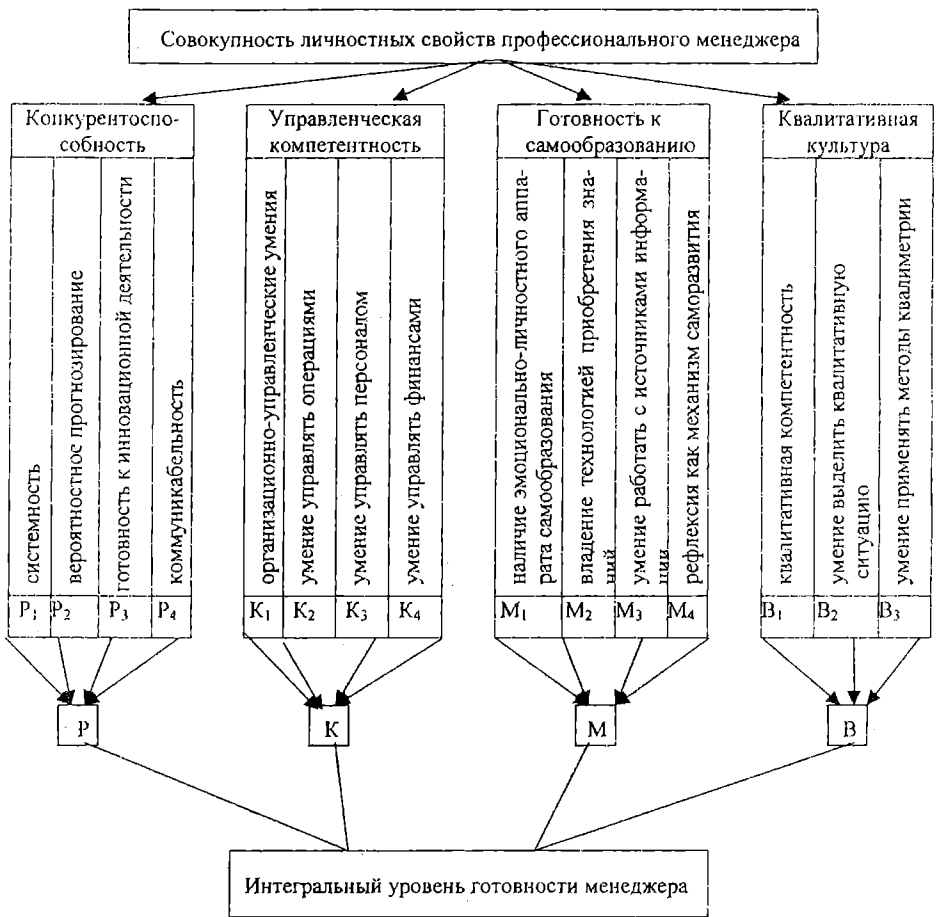 Совокупность личностных свойств профессионального менеджера
Конкурентоспо-
собность
системность
вероятностное прогнозирование
готовность к инновационной деятельности
коммуникабельность
P₁ P₂ P₃ P₄
P
Управленческая
компетентность
организационно-управленческие умения
умение управлять операциями
умение управлять персоналом
умение управлять финансами
K₁ K₂ K₃ K₄
K
Готовность к
самообразованию
наличие эмоционально-личностного аппа-
рата самообразования
владение технологией приобретения зна-
ний
умение работать с источниками информа-
ции
рефлексия как механизм саморазвития
M₁ M₂ M₃ M₄
M
Квалитативная
культура
квалитативная компетентность
умение выделить квалитативную
ситуацию
умение применять методы квалиметрии
B₁ B₂ B₃
B
Интегральный уровень готовности менеджера